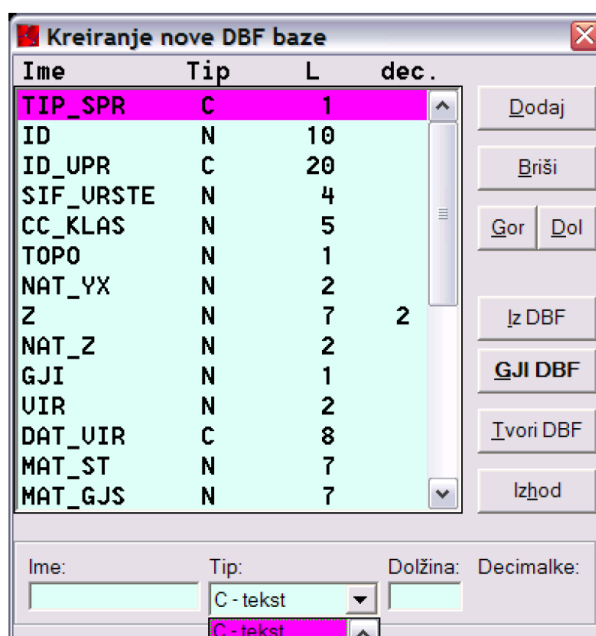 Kreiranje nove DBF baze
Ime Tip L dec.
TIP_SPR C 1
ID N 10
ID_UPR C 20
SIF_VRSTE N 4
CC_KLAS N 5
TOPO N 1
NAT_YX N 2
Z N 7 2
NAT_Z N 2
GJI N 1
VIR N 2
DAT_VIR C 8
MAT_ST N 7
MAT_GJS N 7
Dodaj
Briši
Gor Dol
Iz DBF
GJI DBF
Tvori DBF
Izhod
Ime: Tip: Dolžina: Decimalke:
C - tekst
C - tekst